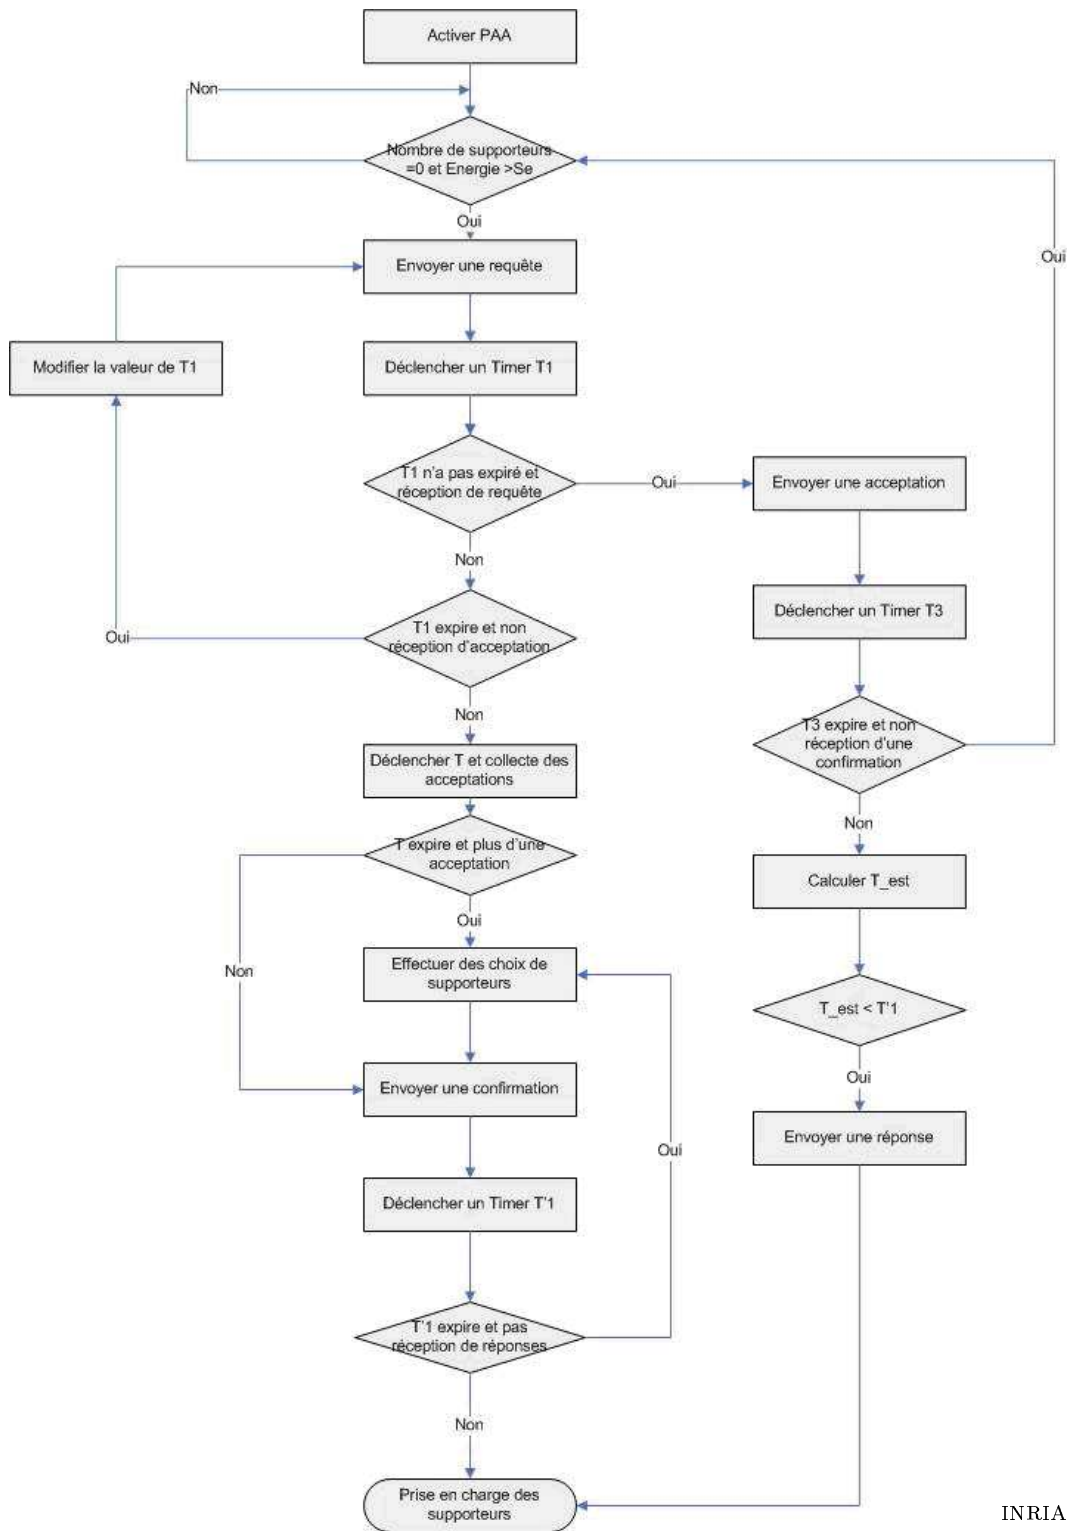 Activer PAA
Non
Nombre de supporteurs
=0 et Energie >Se
Oui
Oui
Envoyer une requête
Modifier la valeur de T1
Déclencher un Timer T1
T1 n'a pas expiré et
réception de requête
Oui
Envoyer une acceptation
Non
Déclencher un Timer T3
T1 expire et non
réception d'acceptation
Oui
Non
T3 expire et non
réception d'une
confirmation
Déclencher T et collecte des
acceptations
Non
T expire et plus d'une
acceptation
Calculer T_est
Oui
Non
Effectuer des choix de
supporteurs
T_est < T'1
Oui
Envoyer une confirmation
Envoyer une réponse
Oui
Déclencher un Timer T'1
T'1 expire et pas
réception de réponses
Non
Prise en charge des
supporteurs
INRIA